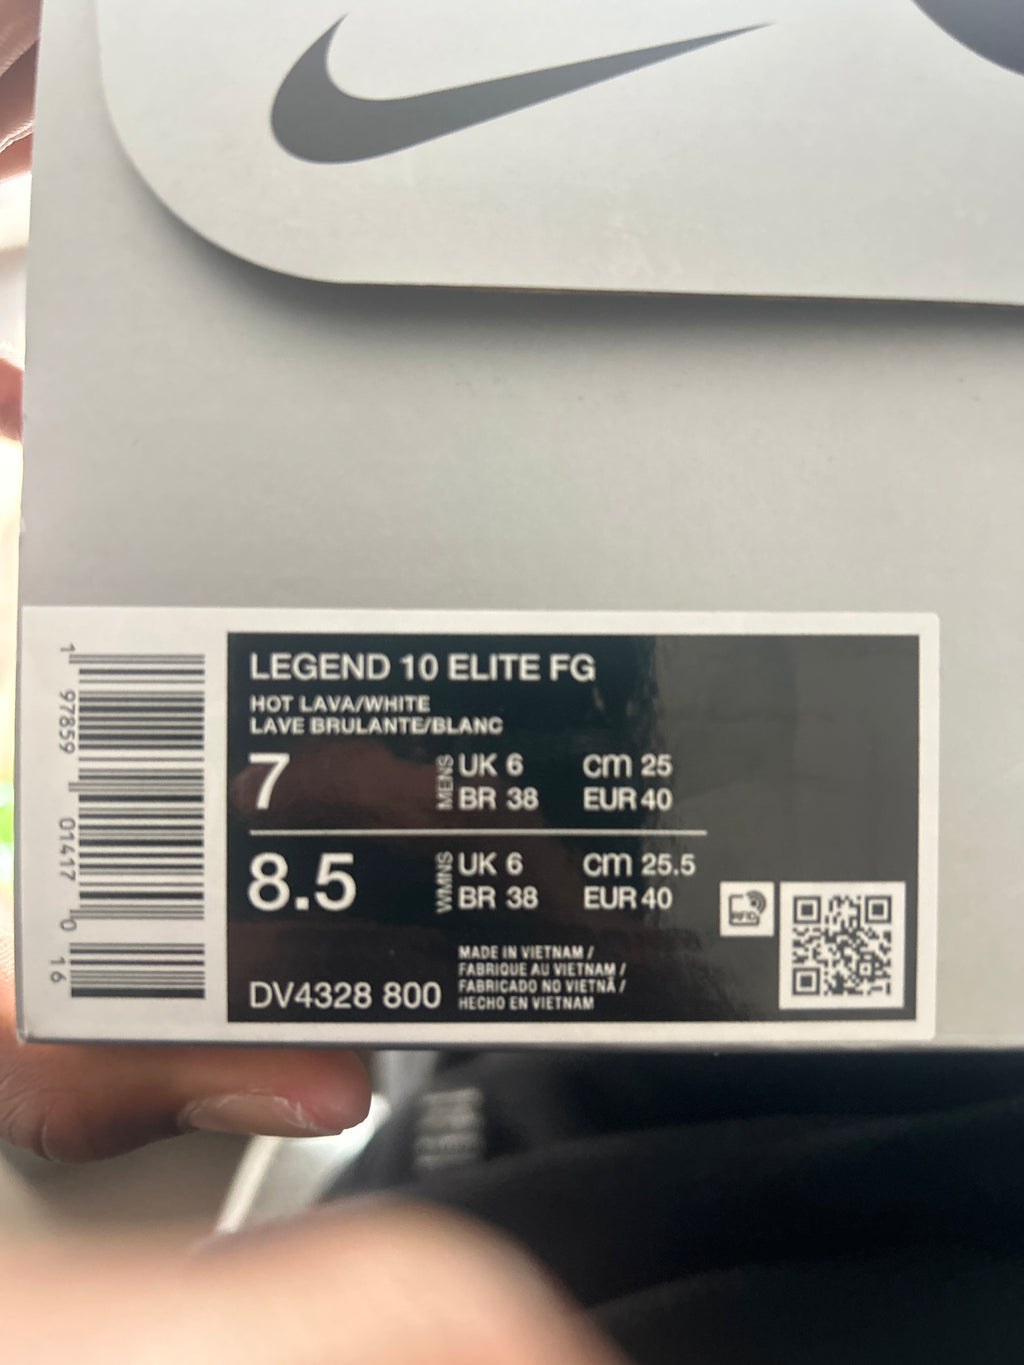 LEGEND 10 ELITE FG
HOT LAVA/WHITE
LAVE BRULANTE/BLANC
7 MENS UK 6 cm 25
BR 38 EUR 40
8.5 WMNS UK 6 cm 25.5
BR 38 EUR 40
RFID
MADE IN VIETNAM /
FABRIQUE AU VIETNAM /
FABRICADO NO VIETNÃ /
HECHO EN VIETNAM
DV4328 800
1 97859 01417 0 16